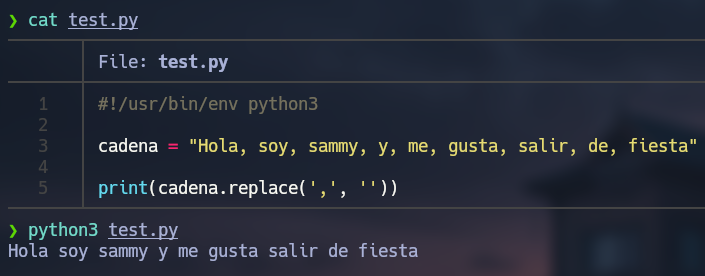 ❯ cat test.py
File: test.py
1 #!/usr/bin/env python3
2
3 cadena = "Hola, soy, sammy, y, me, gusta, salir, de, fiesta"
4
5 print(cadena.replace(',', ''))
❯ python3 test.py
Hola soy sammy y me gusta salir de fiesta